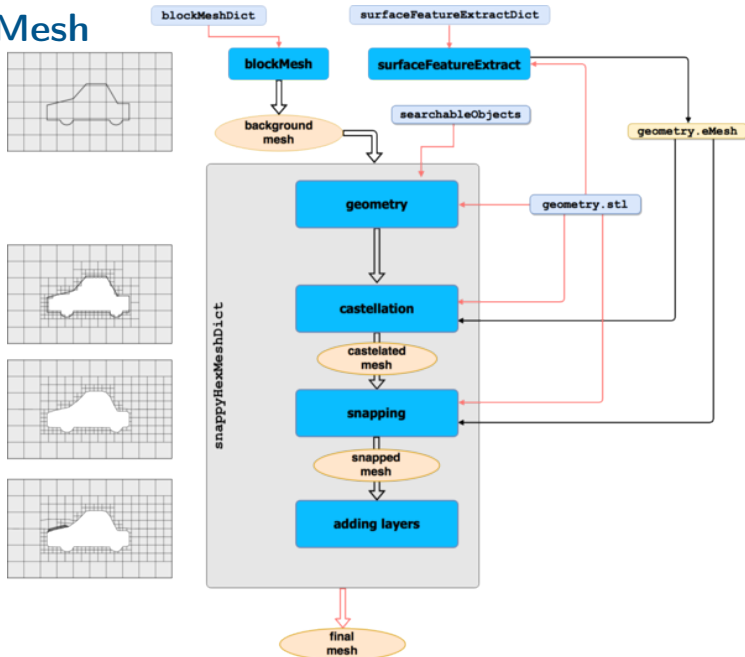 Mesh
blockMeshDict
surfaceFeatureExtractDict
blockMesh
surfaceFeatureExtract
searchableObjects
background
mesh
geometry.eMesh
geometry
geometry.stl
snappyHexMeshDict
castellation
castelated
mesh
snapping
snapped
mesh
adding layers
final
mesh